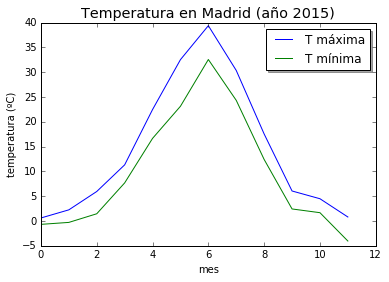 Temperatura en Madrid (año 2015)
T máxima
T mínima
temperatura (ºC)
40
35
30
25
20
15
10
5
0
−5
0 2 4 6 8 10 12
mes